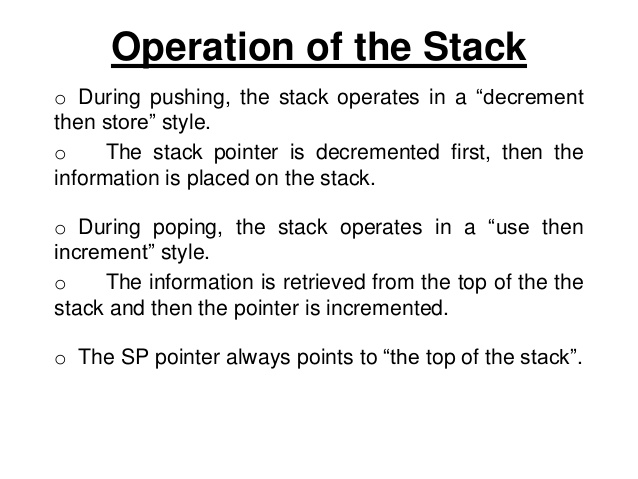 Operation of the Stack
o During pushing, the stack operates in a “decrement
then store” style.
o The stack pointer is decremented first, then the
information is placed on the stack.
o During poping, the stack operates in a “use then
increment” style.
o The information is retrieved from the top of the the
stack and then the pointer is incremented.
o The SP pointer always points to “the top of the stack”.